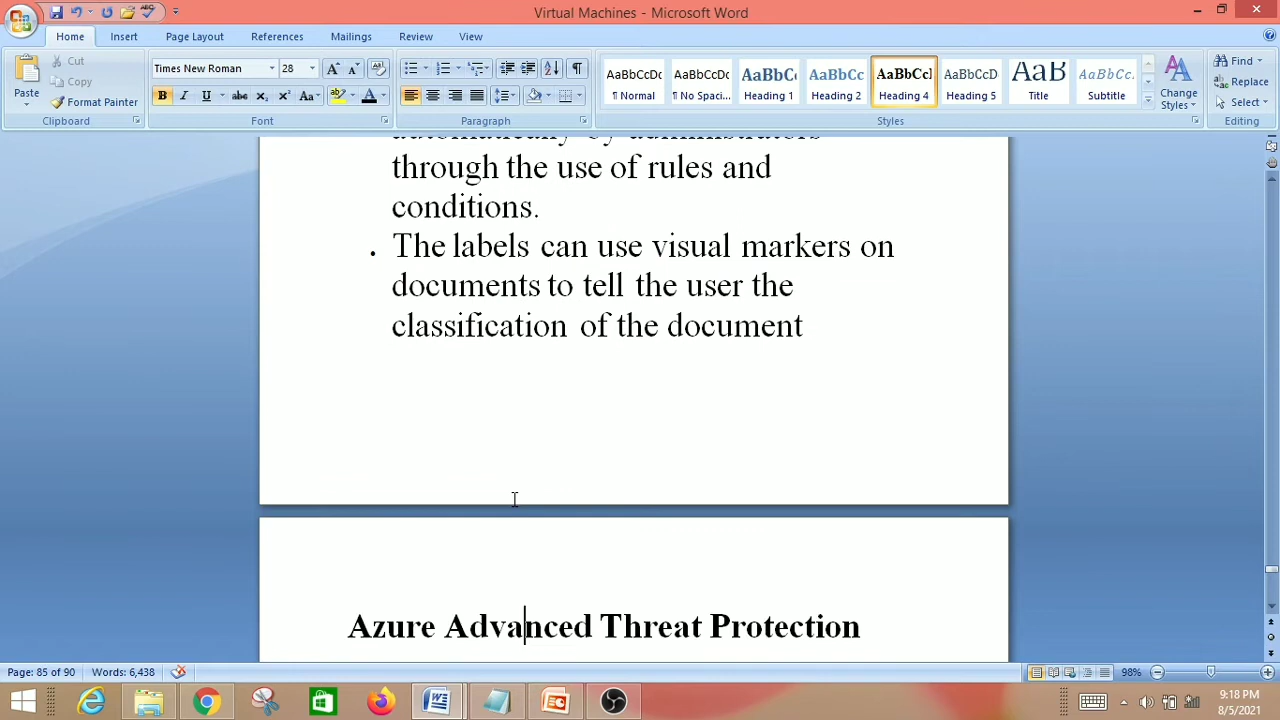 Virtual Machines - Microsoft Word
Home Insert Page Layout References Mailings Review View
Paste
Cut
Copy
Format Painter
Clipboard
Times New Roman 28
Font
Paragraph
AaBbCcDc AaBbCcDc AaBbC AaBbCc AaBbCcI AaBbCcD AaB AaBbCc.
¶ Normal ¶ No Spaci... Heading 1 Heading 2 Heading 4 Heading 5 Title Subtitle
Change
Styles
Styles
Find
Replace
Select
Editing
automatically by administrators
through the use of rules and
conditions.
. The labels can use visual markers on
documents to tell the user the
classification of the document
Azure Advanced Threat Protection
Page: 85 of 90 Words: 6,438 98%
9:18 PM
8/5/2021